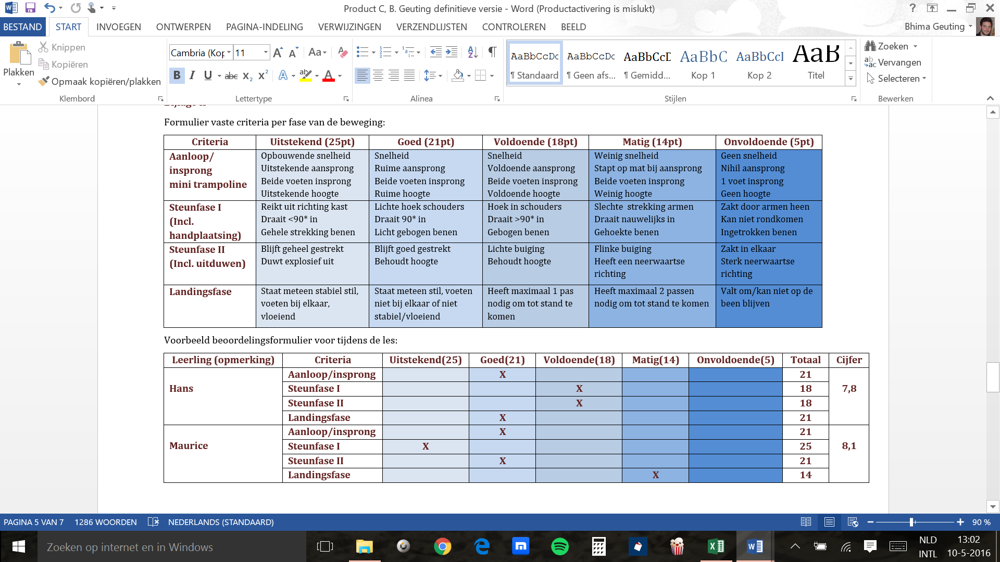 Product C, B. Geuting definitieve versie - Word (Productactivering is mislukt)
BESTAND START INVOEGEN ONTWERPEN PAGINA-INDELING VERWIJZINGEN VERZENDLIJSTEN CONTROLEREN BEELD Bhima Geuting
Plakken
Knippen
Kopiëren
Opmaak kopiëren/plakken
Klembord
Cambria (Kop 11
Lettertype
Alinea
AaBbCcDc AaBbCcDc AaBbCcD AaBbC AaBbCcI AaB
¶ Standaard ¶ Geen afs... ¶ Gemidd... Kop 1 Kop 2 Titel
Stijlen
Zoeken
Vervangen
Selecteren
Bewerken
Formulier vaste criteria per fase van de beweging:
Criteria Uitstekend (25pt) Goed (21pt) Voldoende (18pt) Matig (14pt) Onvoldoende (5pt)
Aanloop/ Opbouwende snelheid Snelheid Snelheid Weinig snelheid Geen snelheid
insprong Uitstekende aansprong Ruime aansprong Voldoende aansprong Stapt op mat bij aansprong Nihil aansprong
mini trampoline Beide voeten insprong Beide voeten insprong Beide voeten insprong Beide voeten insprong 1 voet insprong
Uitstekende hoogte Ruime hoogte Voldoende hoogte Weinig hoogte Geen hoogte
Steunfase I Reikt uit richting kast Lichte hoek schouders Hoek in schouders Slechte strekking armen Zakt door armen heen
(Incl. Draait <90* in Draait 90* in Draait >90* in Draait nauwelijks in Kan niet rondkomen
handplaatsing) Gehele strekking benen Licht gebogen benen Gebogen benen Gehoekte benen Ingetrokken benen
Steunfase II Blijft geheel gestrekt Blijft goed gestrekt Lichte buiging Flinke buiging Zakt in elkaar
(Incl. uitduwen) Duwt explosief uit Behoudt hoogte Behoudt hoogte Heeft een neerwaartse Sterk neerwaartse
richting richting
Landingsfase Staat meteen stabiel stil, Staat meteen stil, voeten Heeft maximaal 1 pas Heeft maximaal 2 passen Valt om/kan niet op de
voeten bij elkaar, niet bij elkaar of niet nodig om tot stand te nodig om tot stand te komen been blijven
vloeiend stabiel/vloeiend komen
Voorbeeld beoordelingsformulier voor tijdens de les:
Leerling (opmerking) Criteria Uitstekend(25) Goed(21) Voldoende(18) Matig(14) Onvoldoende(5) Totaal Cijfer
Aanloop/insprong X 21
Hans Steunfase I X 18 7,8
Steunfase II X 18
Landingsfase X 21
Aanloop/insprong X 21
Maurice Steunfase I X 25 8,1
Steunfase II X 21
Landingsfase X 14
PAGINA 5 VAN 7 1286 WOORDEN NEDERLANDS (STANDAARD) 90 %
Zoeken op internet en in Windows
NLD
INTL
13:02
10-5-2016